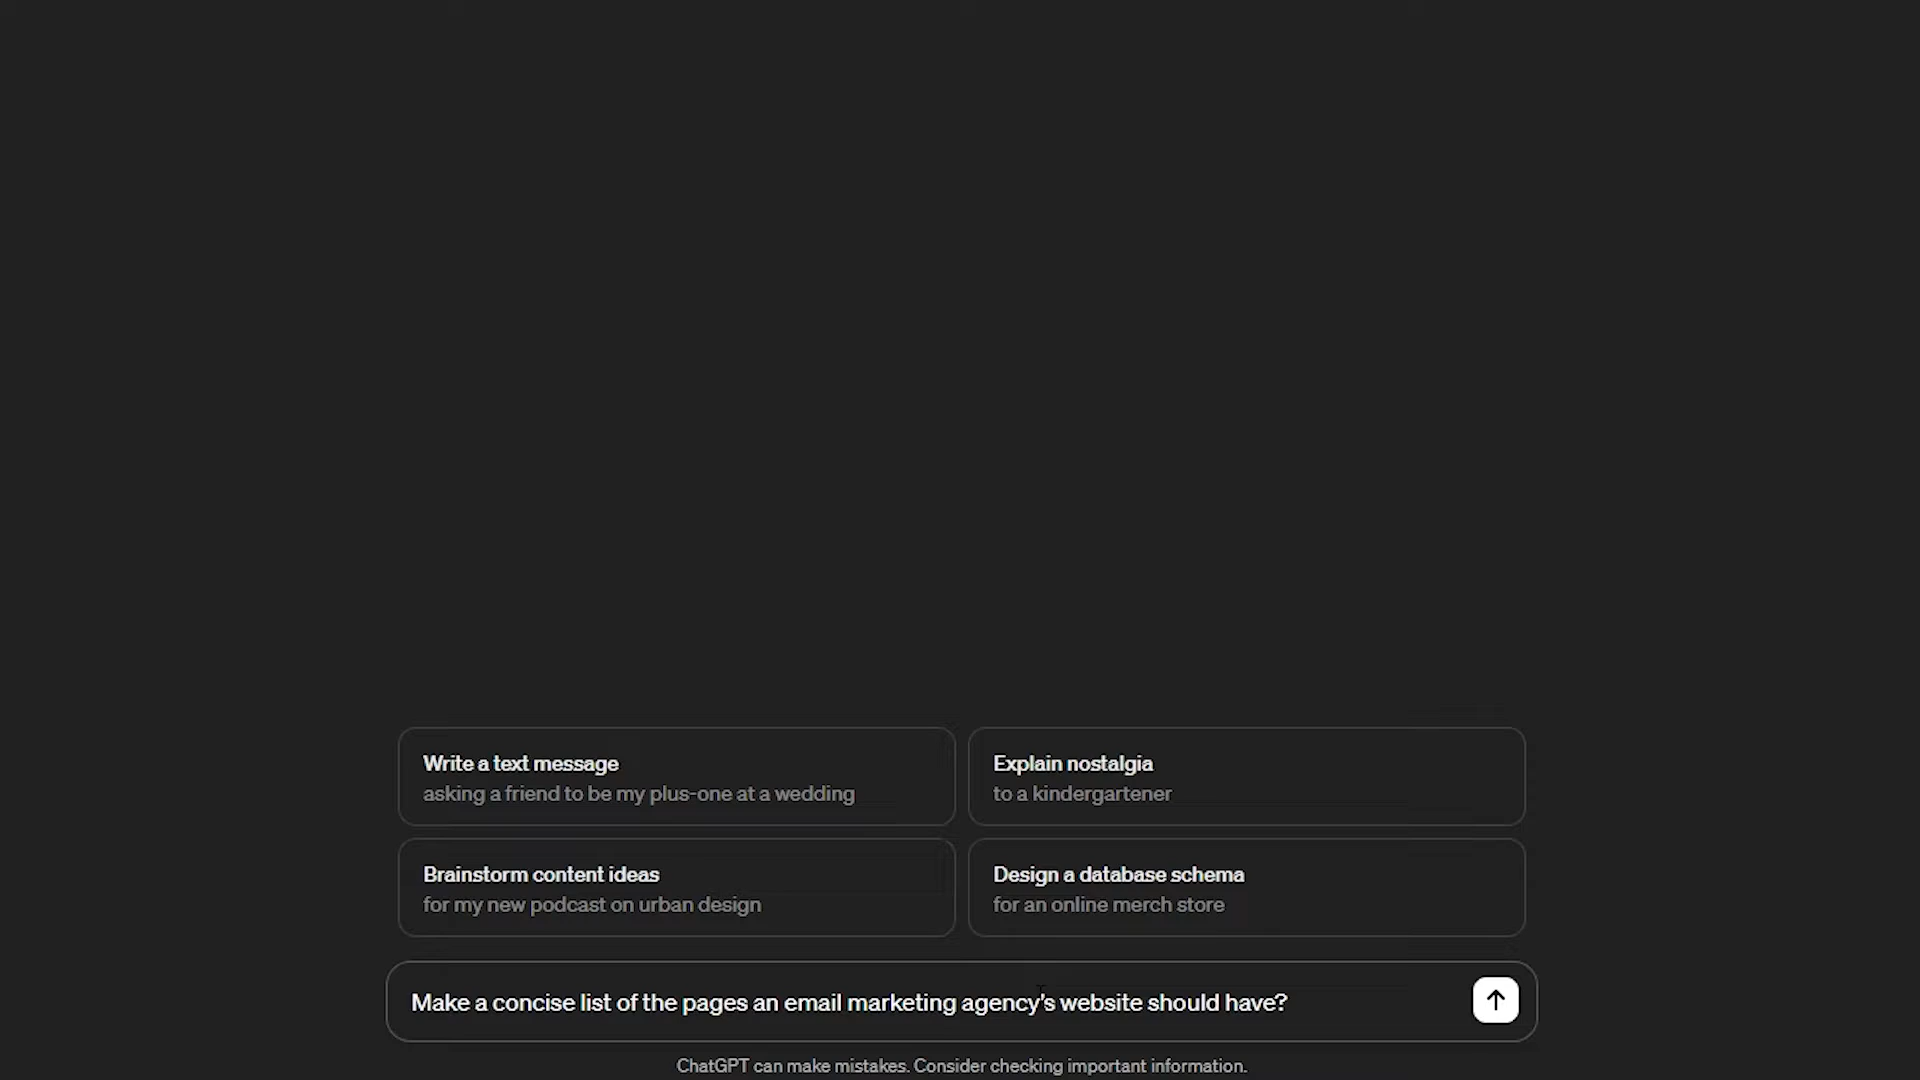 Write a text message
asking a friend to be my plus-one at a wedding
Explain nostalgia
to a kindergartener
Brainstorm content ideas
for my new podcast on urban design
Design a database schema
for an online merch store
Make a concise list of the pages an email marketing agency's website should have?
ChatGPT can make mistakes. Consider checking important information.